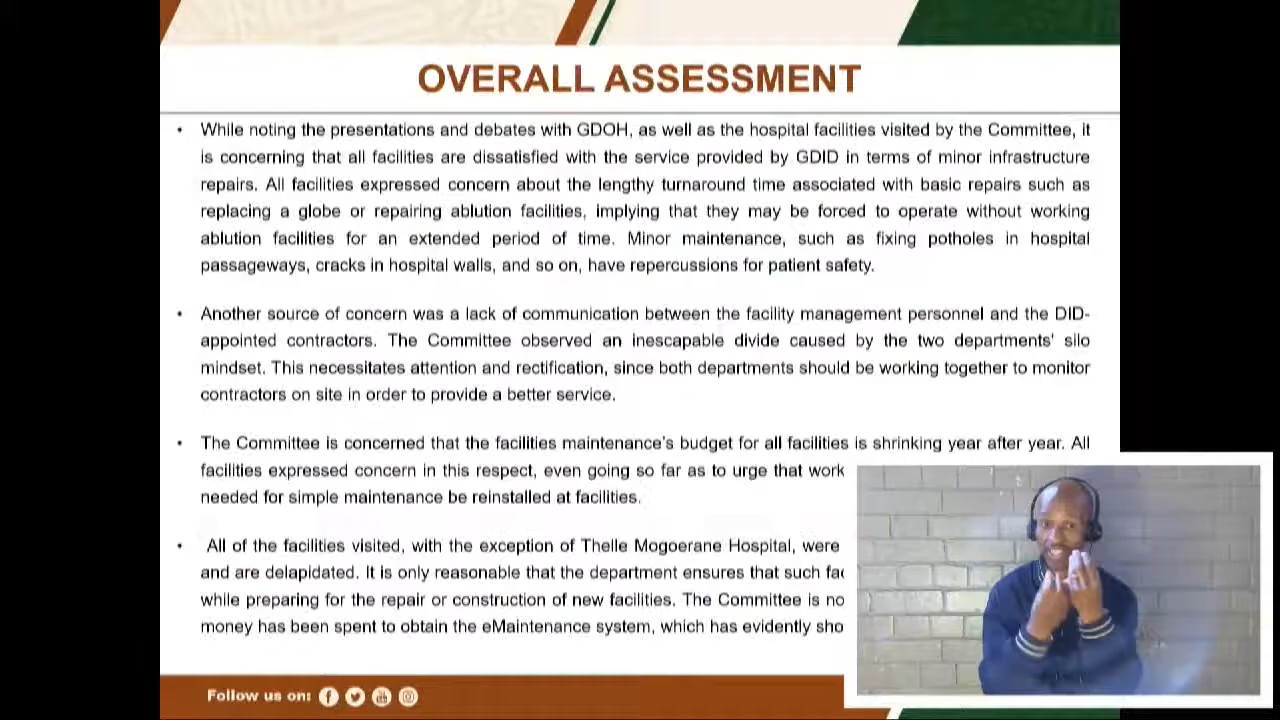 OVERALL ASSESSMENT
• While noting the presentations and debates with GDOH, as well as the hospital facilities visited by the Committee, it
is concerning that all facilities are dissatisfied with the service provided by GDID in terms of minor infrastructure
repairs. All facilities expressed concern about the lengthy turnaround time associated with basic repairs such as
replacing a globe or repairing ablution facilities, implying that they may be forced to operate without working
ablution facilities for an extended period of time. Minor maintenance, such as fixing potholes in hospital
passageways, cracks in hospital walls, and so on, have repercussions for patient safety.
• Another source of concern was a lack of communication between the facility management personnel and the DID-
appointed contractors. The Committee observed an inescapable divide caused by the two departments' silo
mindset. This necessitates attention and rectification, since both departments should be working together to monitor
contractors on site in order to provide a better service.
• The Committee is concerned that the facilities maintenance's budget for all facilities is shrinking year after year. All
facilities expressed concern in this respect, even going so far as to urge that work
needed for simple maintenance be reinstalled at facilities.
• All of the facilities visited, with the exception of Thelle Mogoerane Hospital, were
and are delapidated. It is only reasonable that the department ensures that such
while preparing for the repair or construction of new facilities. The Committee is
money has been spent to obtain the eMaintenance system, which has evidently
Follow us on: